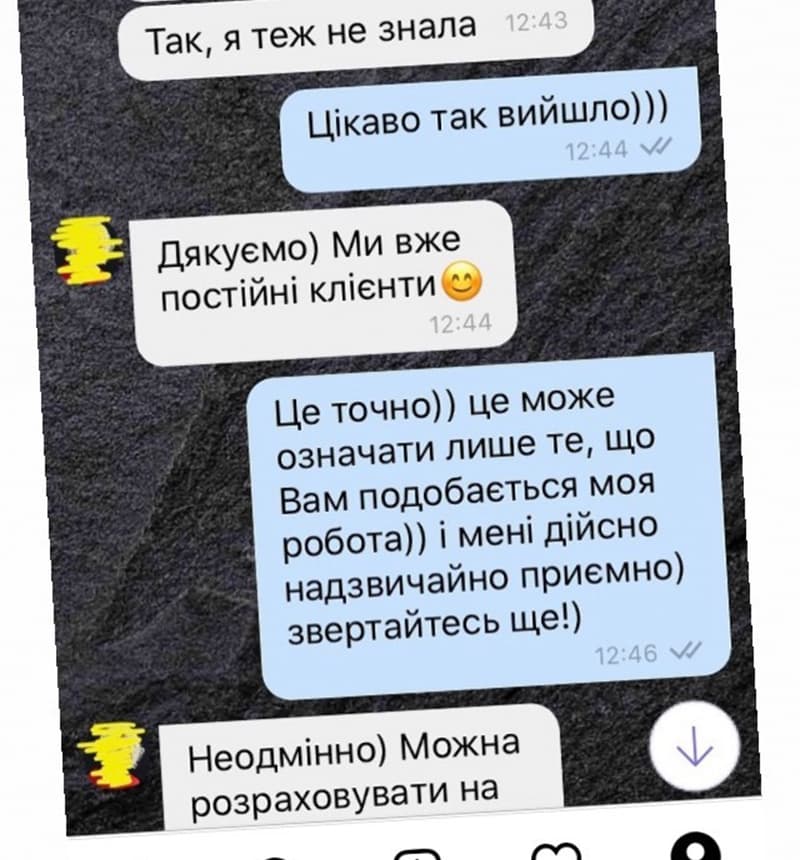 Так, я теж не знала 12:43
Цікаво так вийшло)))
12:44
Дякуємо) Ми вже
постійні клієнти😊
12:44
Це точно)) це може
означати лише те, що
Вам подобається моя
робота)) і мені дійсно
надзвичайно приємно)
звертайтесь ще!)
12:46
Неодмінно) Можна
розраховувати на